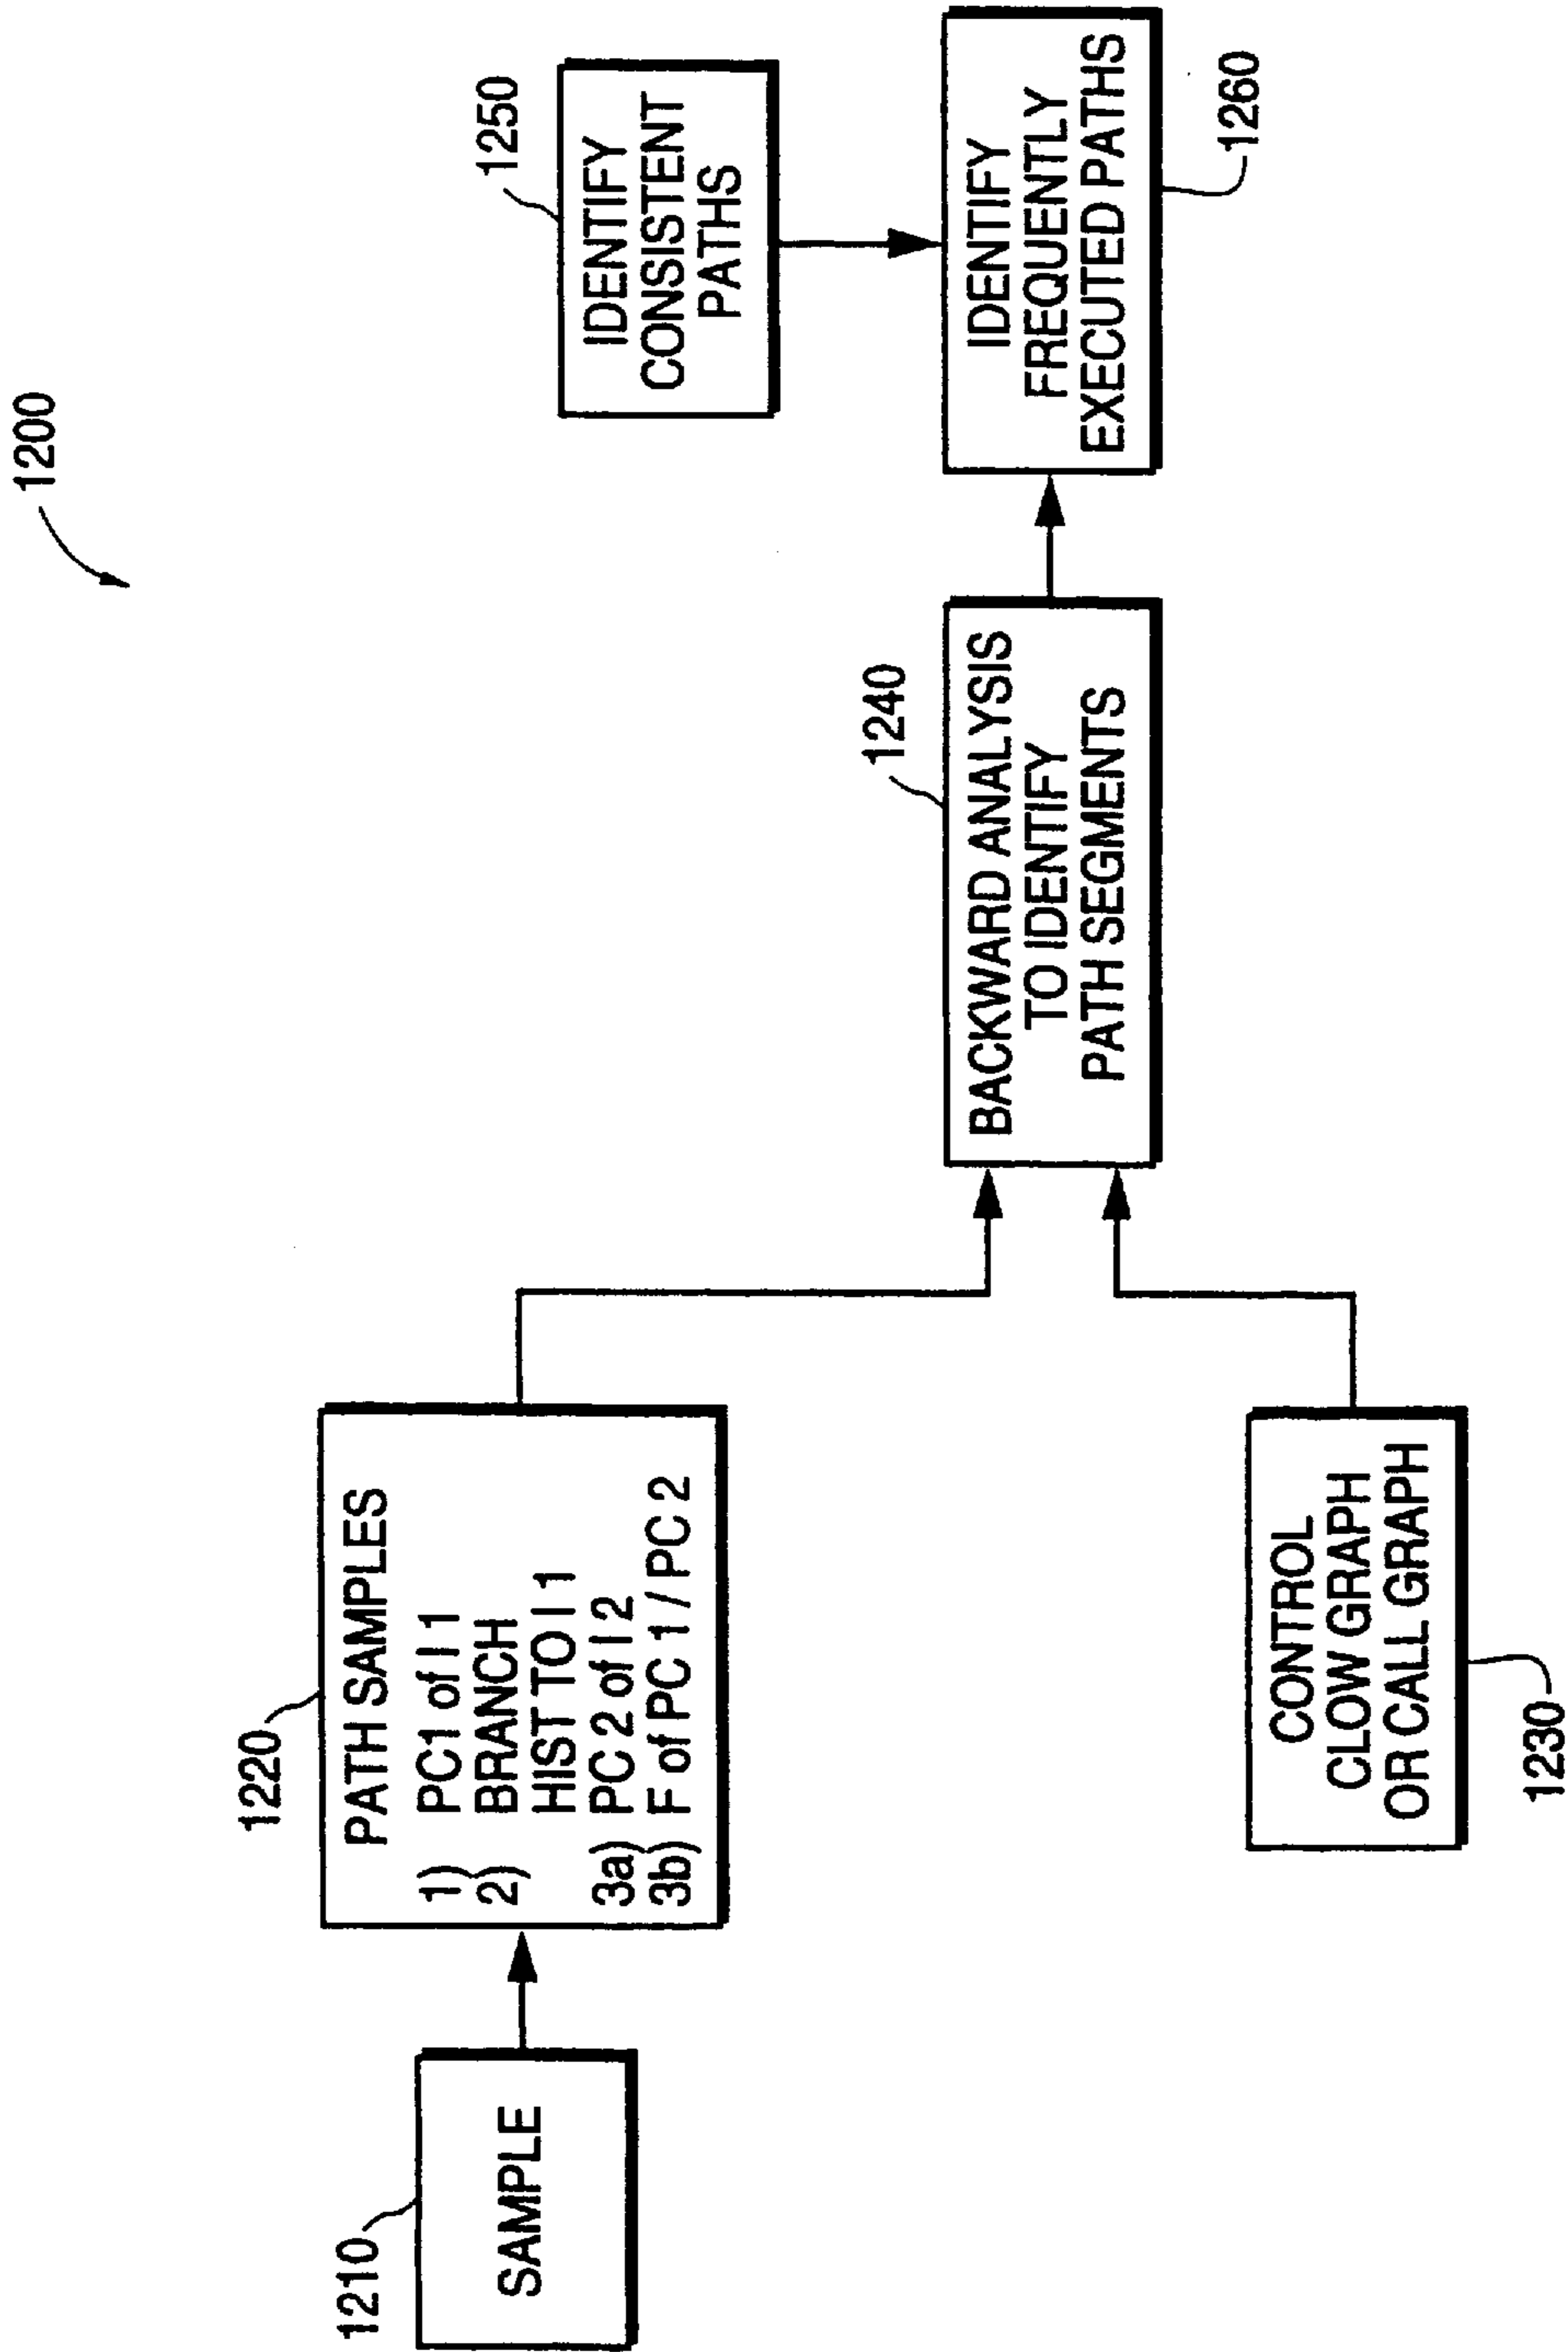 1200
1210
SAMPLE
1220
PATH SAMPLES
1) PC1 of I 1
2) BRANCH
HIST TO I 1
3a) PC 2 of I 2
3b) F of PC 1 / PC 2
1230
CONTROL
CLOW GRAPH
OR CALL GRAPH
1240
BACKWARD ANALYSIS
TO IDENTIFY
PATH SEGMENTS
1250
IDENTIFY
CONSISTENT
PATHS
IDENTIFY
FREQUENTLY
EXECUTED PATHS
1260